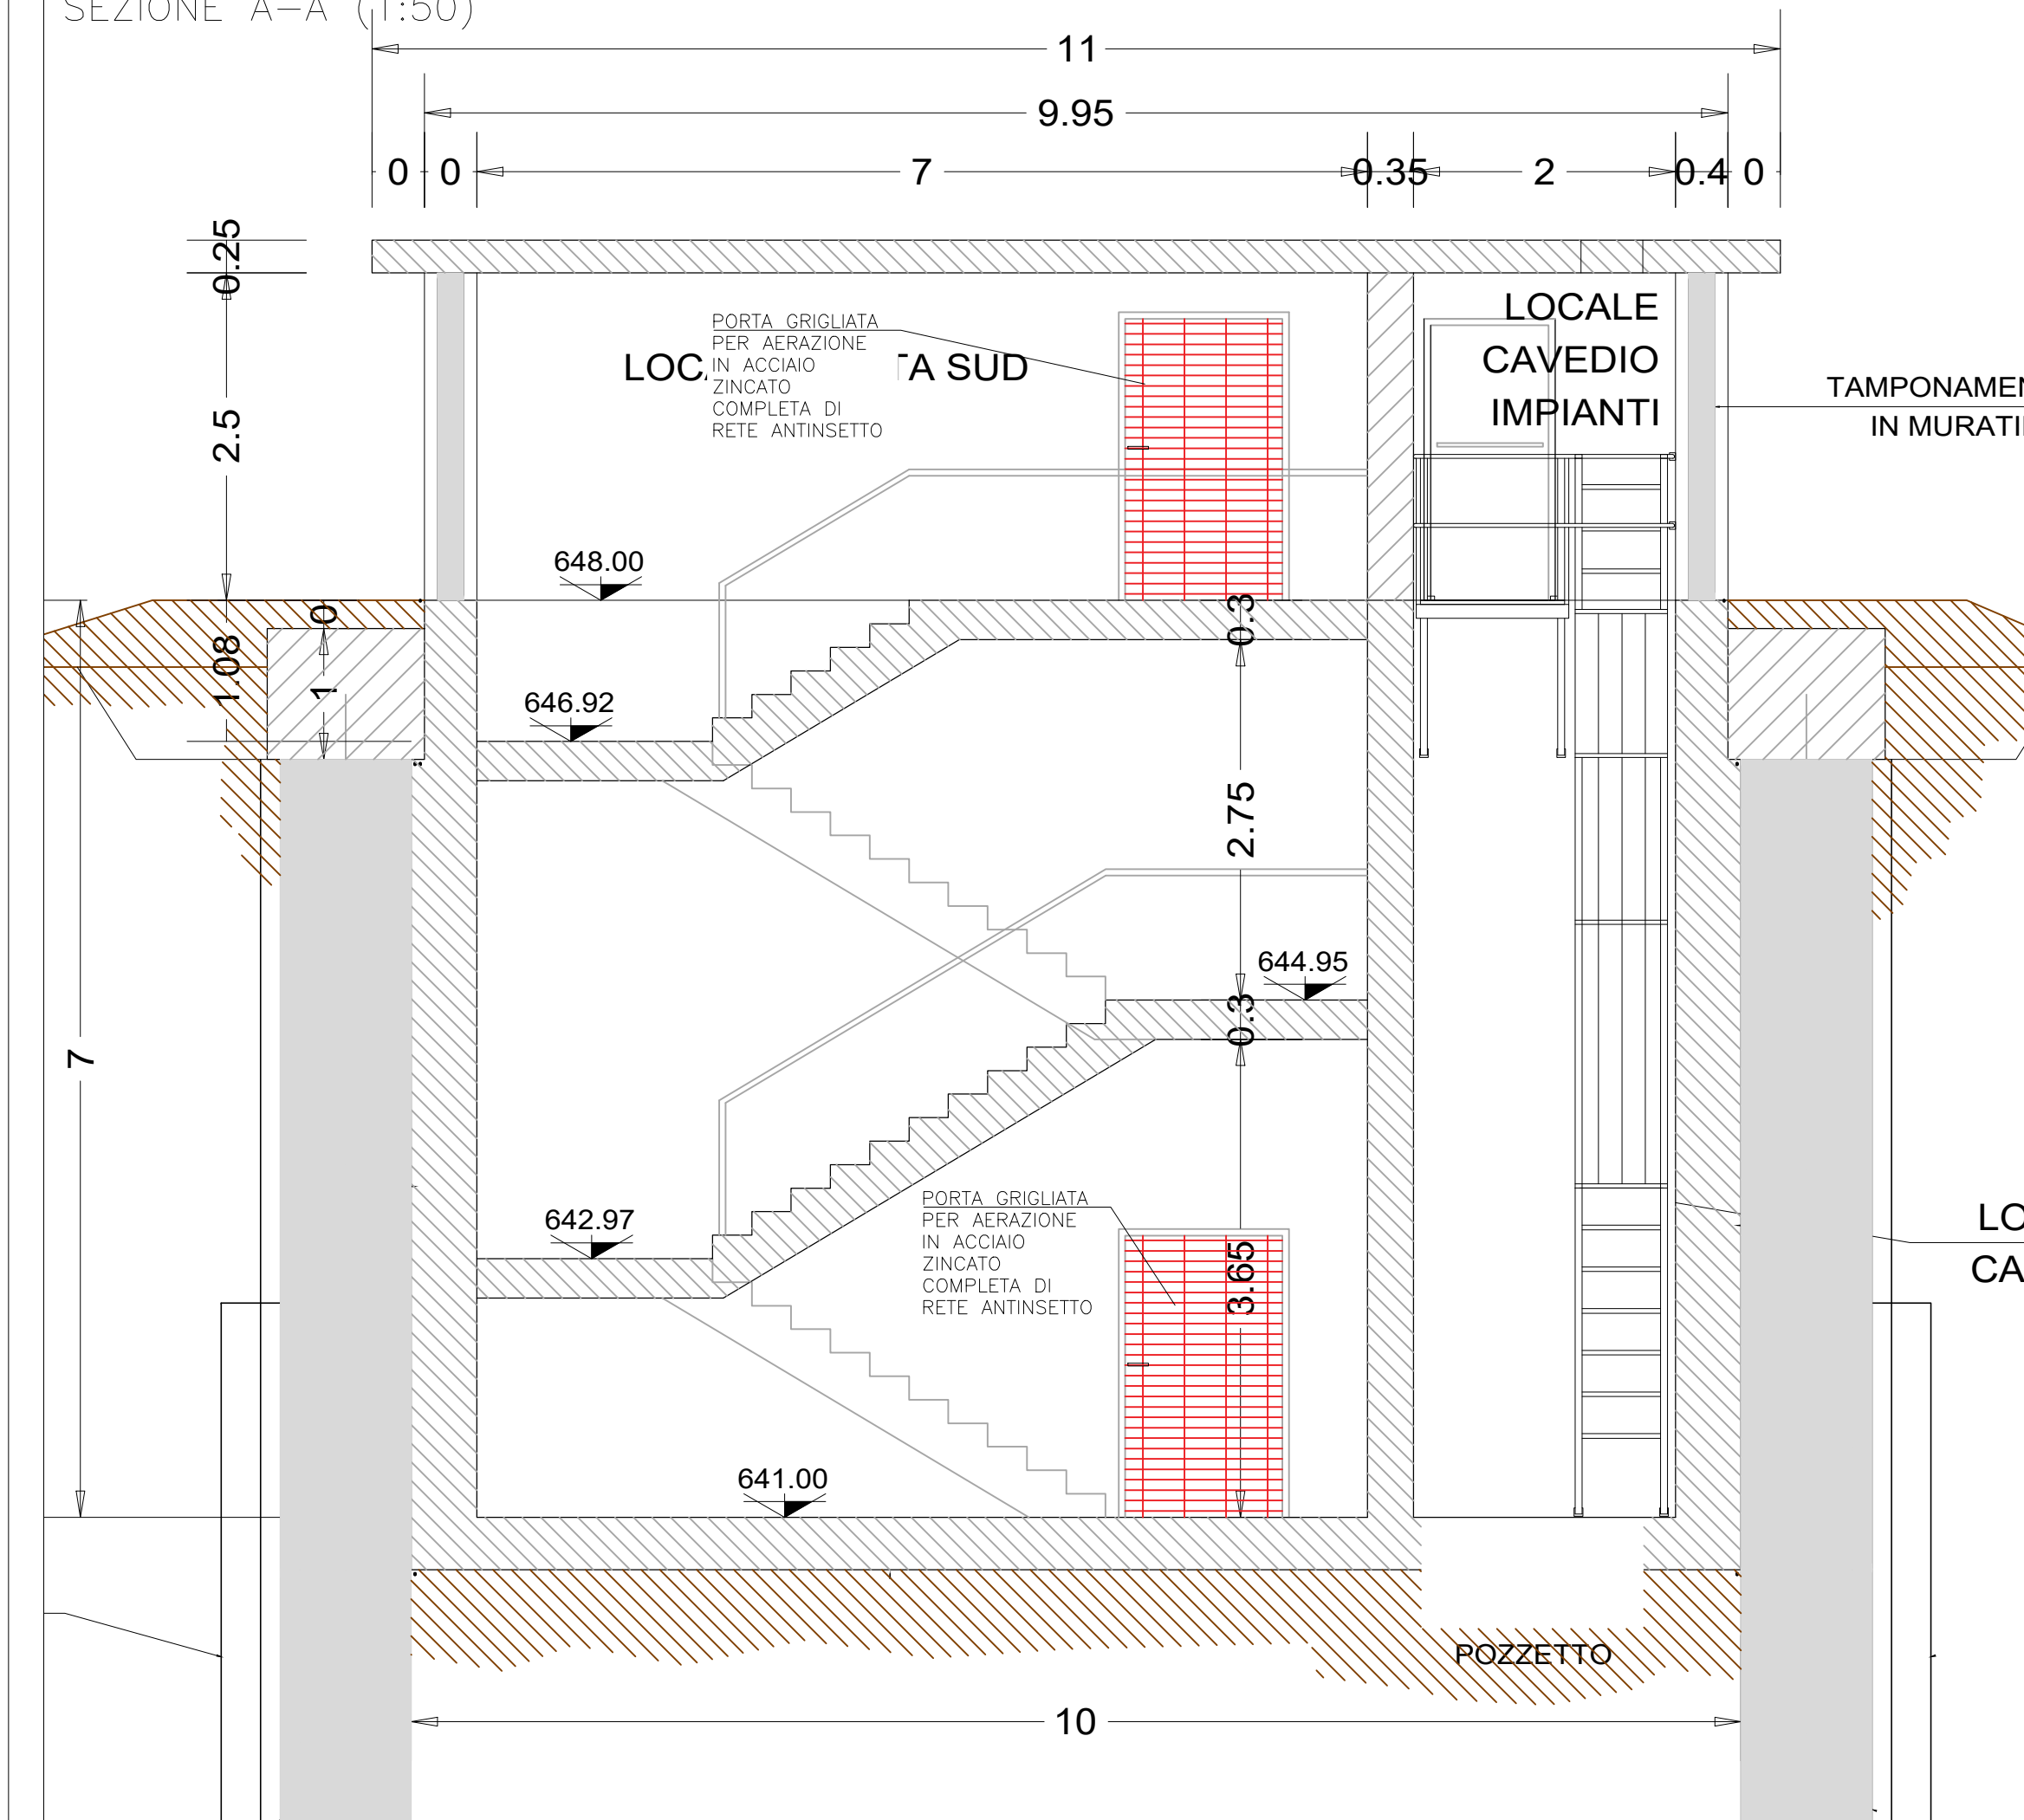 SEZIONE A-A (1:50)
11
9.95
0
0
7
0.35
2
0.4
0
0.25
2.5
1.08
0
1
7
PORTA GRIGLIATA
PER AERAZIONE
IN ACCIAIO
ZINCATO
COMPLETA DI
RETE ANTINSETTO
SUD
LOCALE
CAVEDIO
IMPIANTI
IN
648.00
646.92
0.3
2.75
644.95
0.3
642.97
PORTA GRIGLIATA
PER AERAZIONE
IN ACCIAIO
ZINCATO
COMPLETA DI
RETE ANTINSETTO
3.65
641.00
POZZETTO
10